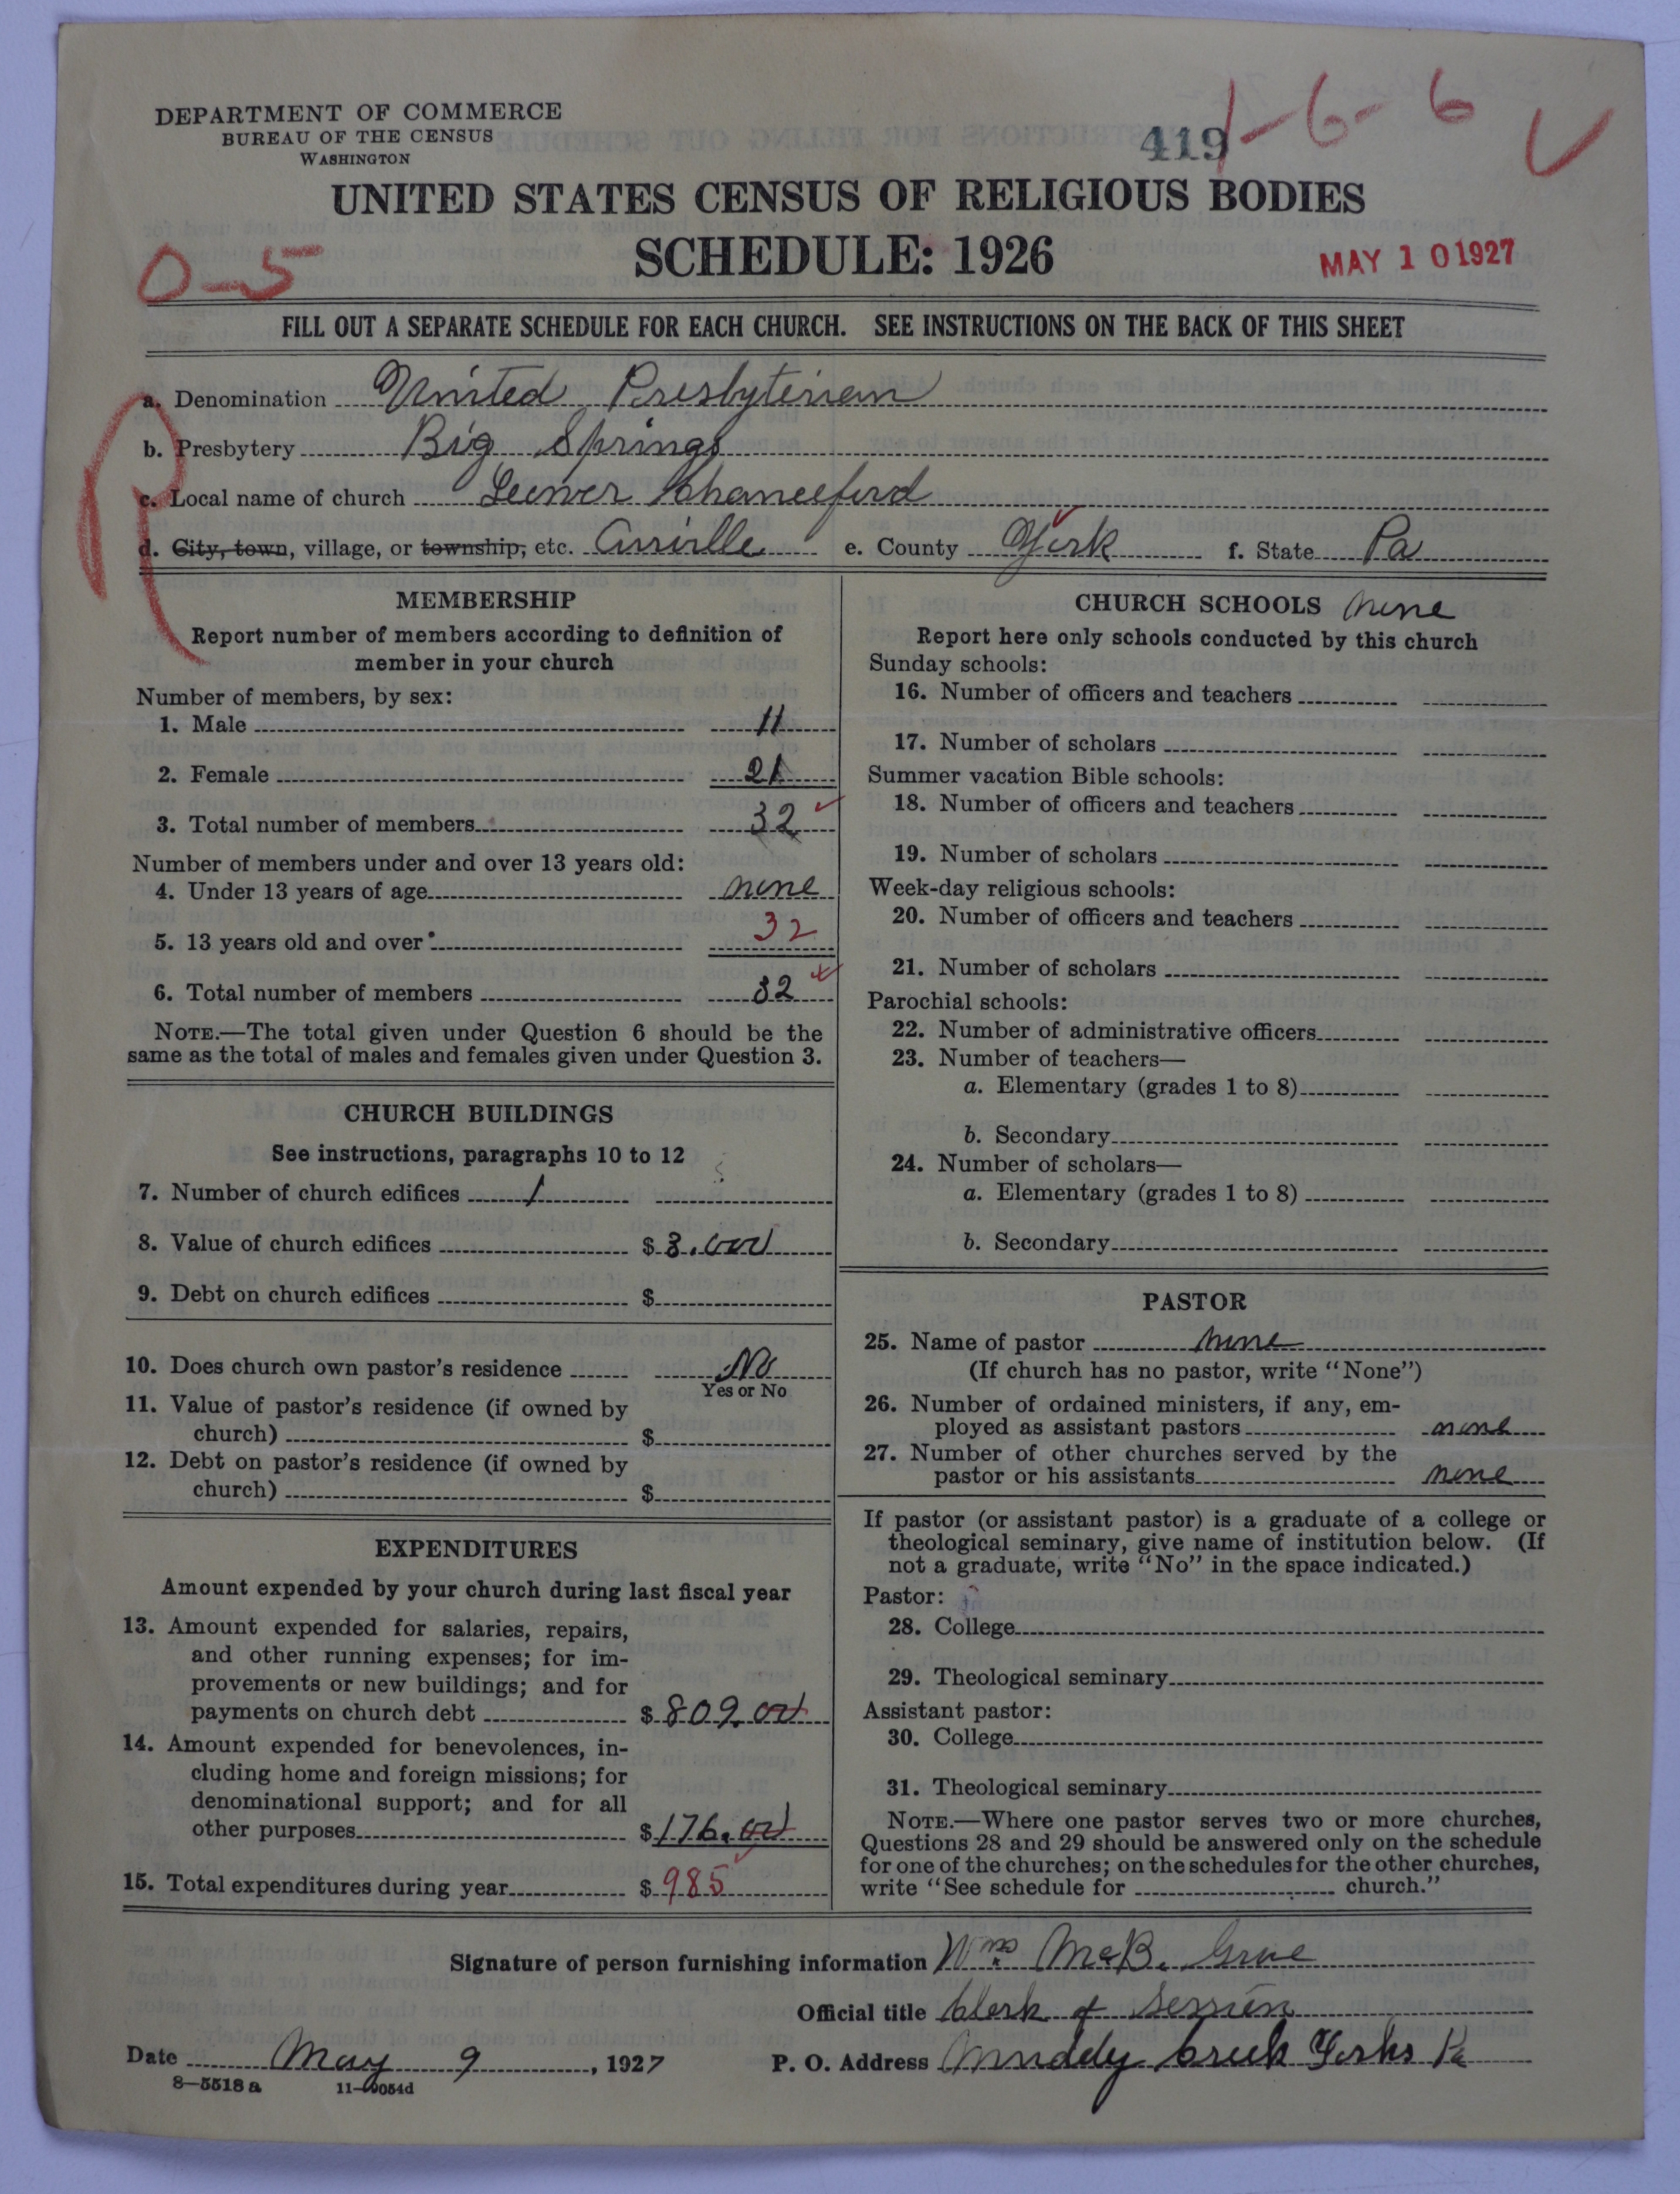 DEPARTMENT OF COMMERCE
BUREAU OF THE CENSUS
WASHINGTON
419
1-6-6
UNITED STATES CENSUS OF RELIGIOUS BODIES
SCHEDULE: 1926
0-5
MAY 10 1927
FILL OUT A SEPARATE SCHEDULE FOR EACH CHURCH. SEE INSTRUCTIONS ON THE BACK OF THIS SHEET
a. Denomination United Presbyterian
b. Presbytery Big Springs
c. Local name of church Lower Chanceford
d. City, town, village, or township, etc. Airville e. County York f. State Pa
MEMBERSHIP
Report number of members according to definition of
member in your church
Number of members, by sex:
1. Male 11
2. Female 21
3. Total number of members 32
Number of members under and over 13 years old:
4. Under 13 years of age none
5. 13 years old and over 32
6. Total number of members 32
NOTE.—The total given under Question 6 should be the
same as the total of males and females given under Question 3.
CHURCH BUILDINGS
See instructions, paragraphs 10 to 12
7. Number of church edifices 1
8. Value of church edifices $ 3.000
9. Debt on church edifices $
10. Does church own pastor's residence No
Yes or No
11. Value of pastor's residence (if owned by
church) $
12. Debt on pastor's residence (if owned by
church) $
EXPENDITURES
Amount expended by your church during last fiscal year
13. Amount expended for salaries, repairs,
and other running expenses; for im-
provements or new buildings; and for
payments on church debt $ 809.00
14. Amount expended for benevolences, in-
cluding home and foreign missions; for
denominational support; and for all
other purposes $ 176.00
15. Total expenditures during year $ 985
CHURCH SCHOOLS none
Report here only schools conducted by this church
Sunday schools:
16. Number of officers and teachers
17. Number of scholars
Summer vacation Bible schools:
18. Number of officers and teachers
19. Number of scholars
Week-day religious schools:
20. Number of officers and teachers
21. Number of scholars
Parochial schools:
22. Number of administrative officers
23. Number of teachers—
a. Elementary (grades 1 to 8)
b. Secondary
24. Number of scholars—
a. Elementary (grades 1 to 8)
b. Secondary
PASTOR
25. Name of pastor none
(If church has no pastor, write "None")
26. Number of ordained ministers, if any, em-
ployed as assistant pastors none
27. Number of other churches served by the
pastor or his assistants none
If pastor (or assistant pastor) is a graduate of a college or
theological seminary, give name of institution below. (If
not a graduate, write "No" in the space indicated.)
Pastor:
28. College
29. Theological seminary
Assistant pastor:
30. College
31. Theological seminary
NOTE.—Where one pastor serves two or more churches,
Questions 28 and 29 should be answered only on the schedule
for one of the churches; on the schedules for the other churches,
write "See schedule for church."
Signature of person furnishing information Wm. McB. Grove
Official title Clerk of Session
Date May 9, 1927 P. O. Address Muddy Creek Forks Pa
8-5518 a 11-9054d